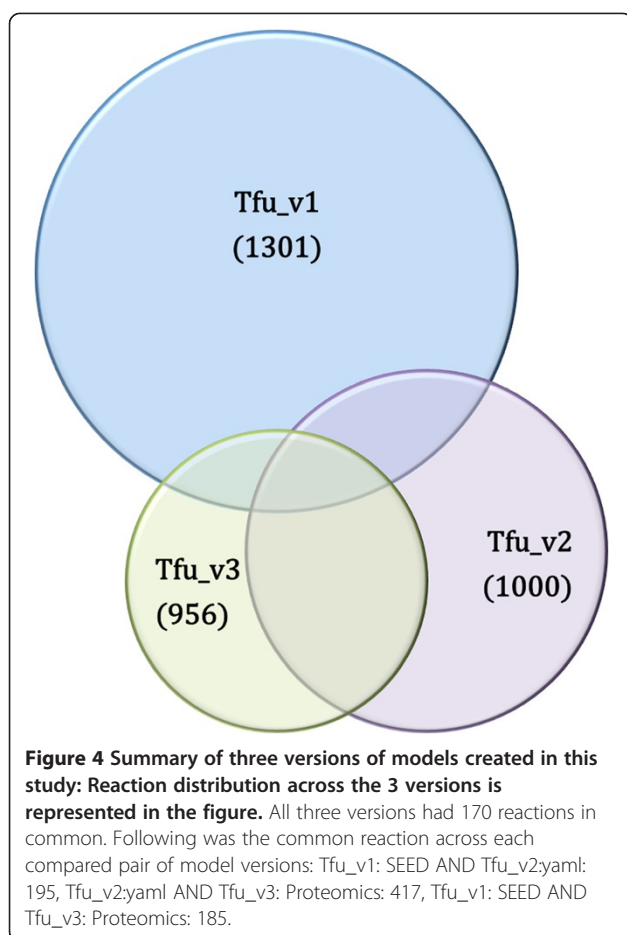 Tfu_v1
(1301)
Tfu_v2
(1000)
Tfu_v3
(956)
Figure 4 Summary of three versions of models created in this
study: Reaction distribution across the 3 versions is
represented in the figure. All three versions had 170 reactions in
common. Following was the common reaction across each
compared pair of model versions: Tfu_v1: SEED AND Tfu_v2:yaml:
195, Tfu_v2:yaml AND Tfu_v3: Proteomics: 417, Tfu_v1: SEED AND
Tfu_v3: Proteomics: 185.